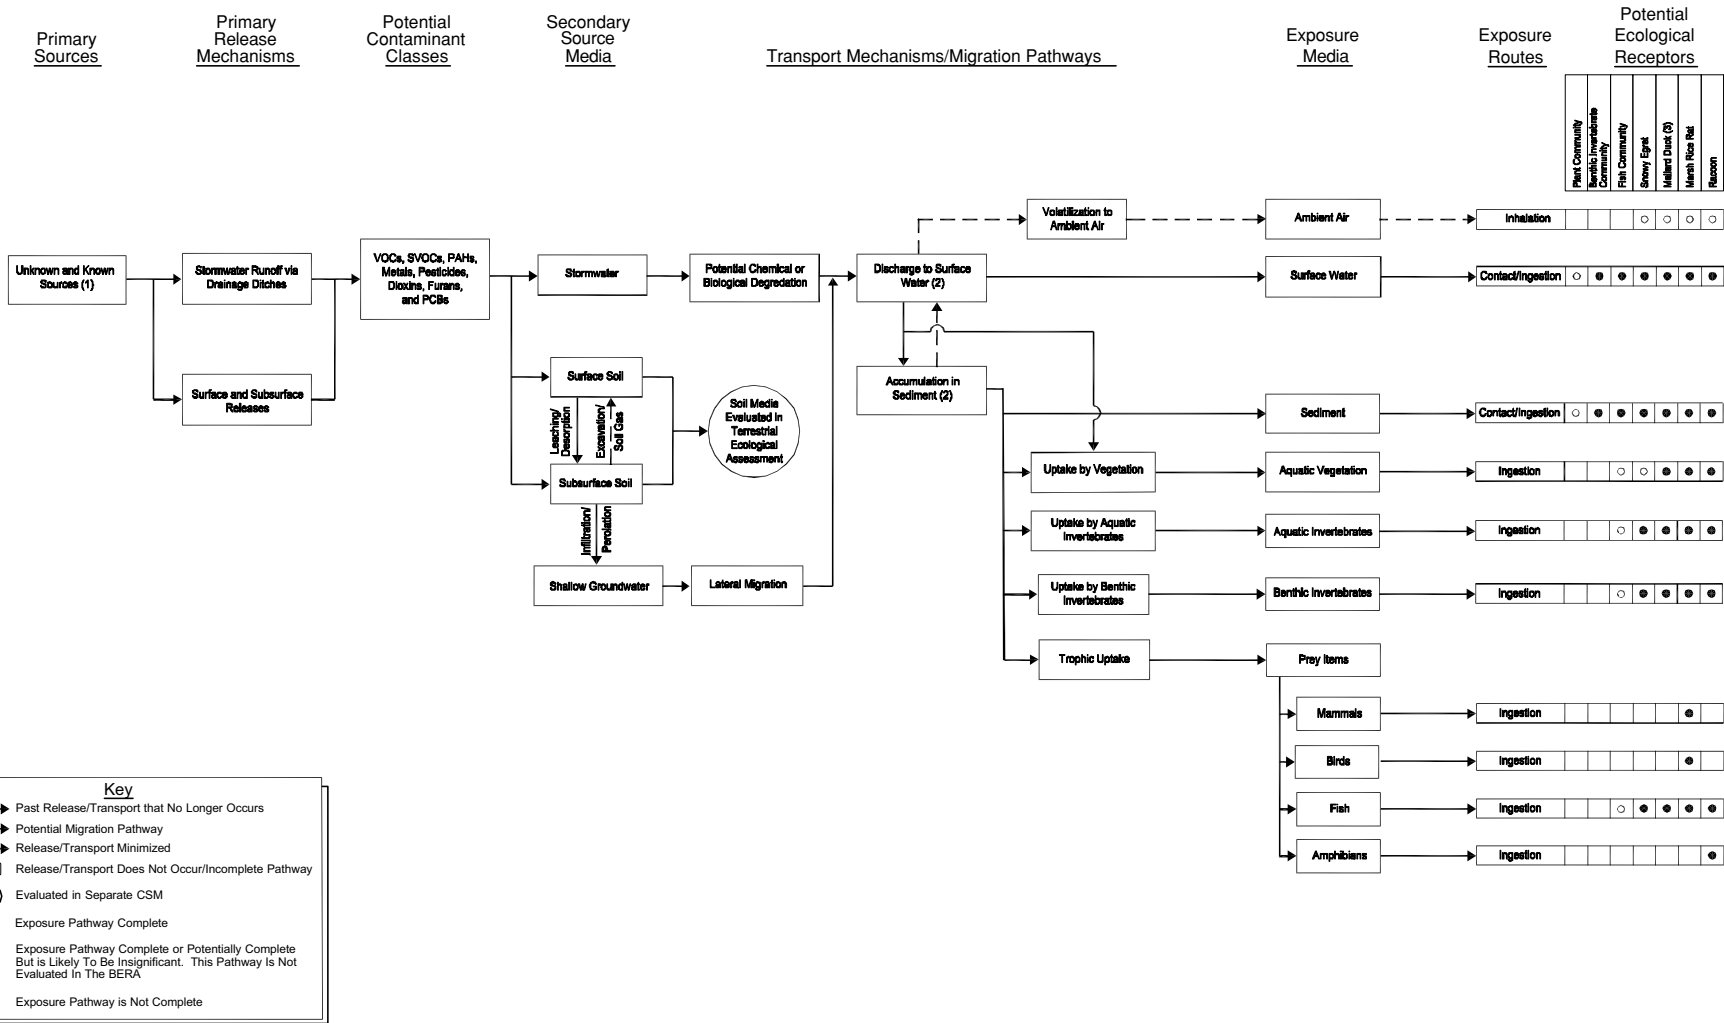 Primary
Sources
Primary
Release
Mechanisms
Potential
Contaminant
Classes
Secondary
Source
Media
Transport Mechanisms/Migration Pathways
Exposure
Media
Exposure
Routes
Potential
Ecological
Receptors
Plant Community
Benthic Invertebrate
Community
Fish Community
Snowy Egret
Mallard Duck (3)
Marsh Rice Rat
Racoon
Volatilization to
Ambient Air
Ambient Air
Inhalation
Unknown and Known
Sources (1)
Stormwater Runoff via
Drainage Ditches
VOCs, SVOCs, PAHs,
Metals, Pesticides,
Dioxins, Furans,
and PCBs
Stormwater
Potential Chemical or
Biological Degredation
Discharge to Surface
Water (2)
Surface Water
Contact/Ingestion
Surface and Subsurface
Releases
Surface Soil
Leaching/
Desorption
Excavation/
Soil Gas
Soil Media
Evaluated In
Terrestrial
Ecological
Assessment
Subsurface Soil
Infiltration/
Perolation
Shallow Groundwater
Lateral Migration
Accumulation in
Sediment (2)
Sediment
Contact/Ingestion
Uptake by Vegetation
Aquatic Vegetation
Ingestion
Uptake by Aquatic
Invertebrates
Aquatic Invertebrates
Ingestion
Uptake by Benthic
Invertebrates
Benthic Invertebrates
Ingestion
Trophic Uptake
Prey Items
Mammals
Ingestion
Birds
Ingestion
Fish
Ingestion
Amphibians
Ingestion
Key
Past Release/Transport that No Longer Occurs
Potential Migration Pathway
Release/Transport Minimized
Release/Transport Does Not Occur/Incomplete Pathway
Evaluated in Separate CSM
Exposure Pathway Complete
Exposure Pathway Complete or Potentially Complete
But is Likely To Be Insignificant. This Pathway Is Not
Evaluated In The BERA
Exposure Pathway is Not Complete